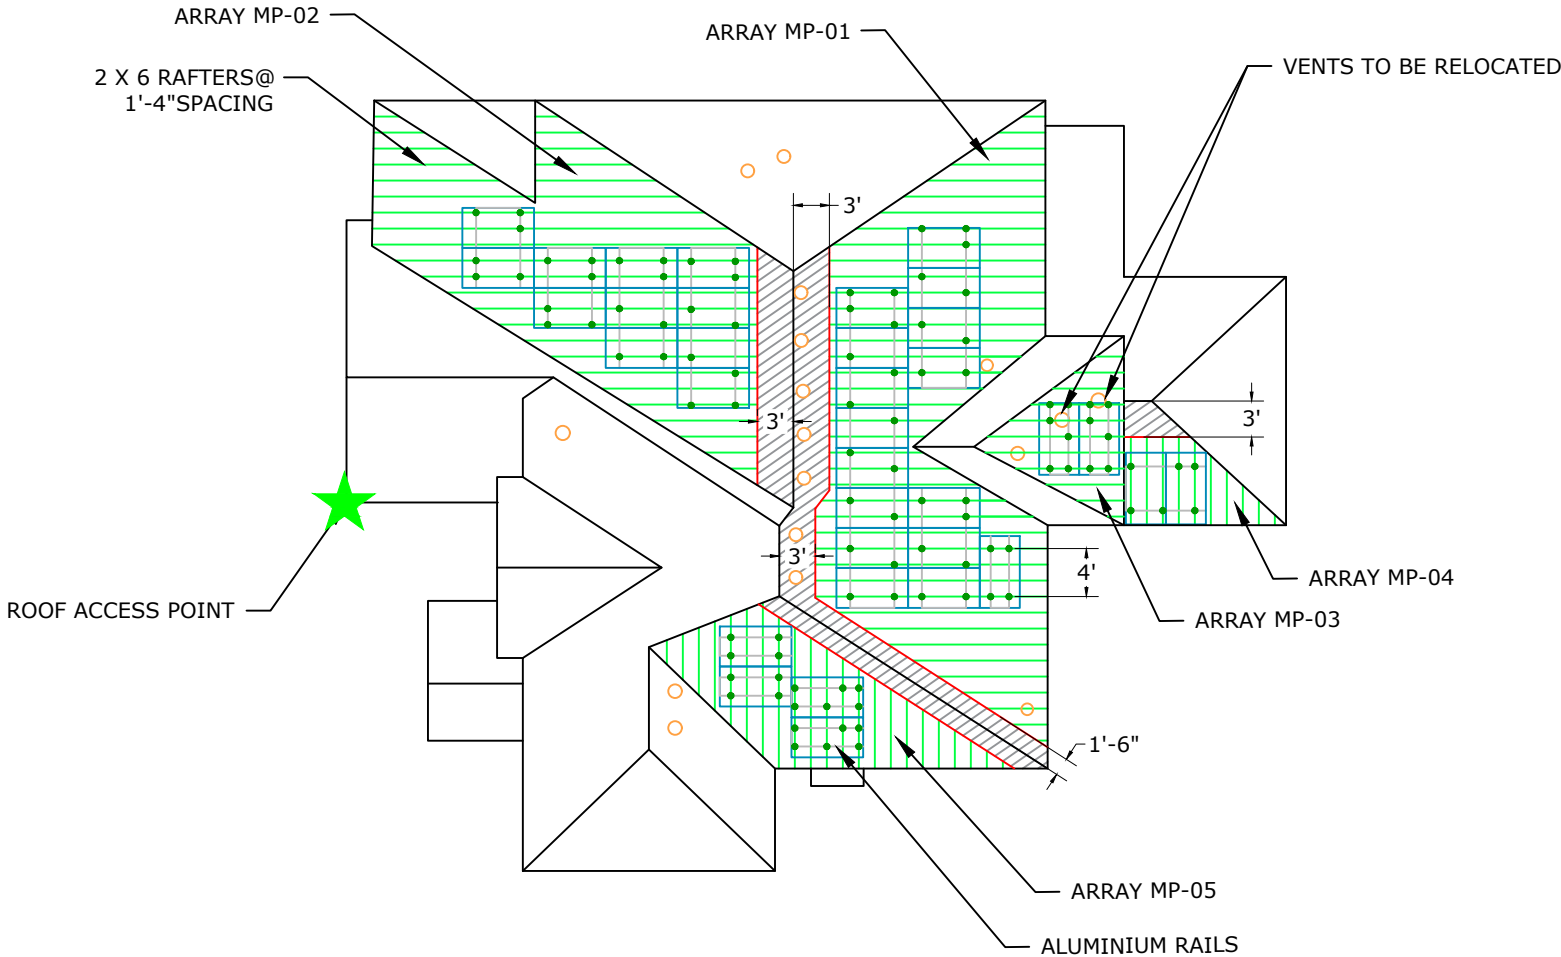 ARRAY MP-02
ARRAY MP-01
VENTS TO BE RELOCATED
2 X 6 RAFTERS@
1'-4"SPACING
3'
3'
3'
3'
4'
ARRAY MP-04
ROOF ACCESS POINT
ARRAY MP-03
1'-6"
ARRAY MP-05
ALUMINIUM RAILS